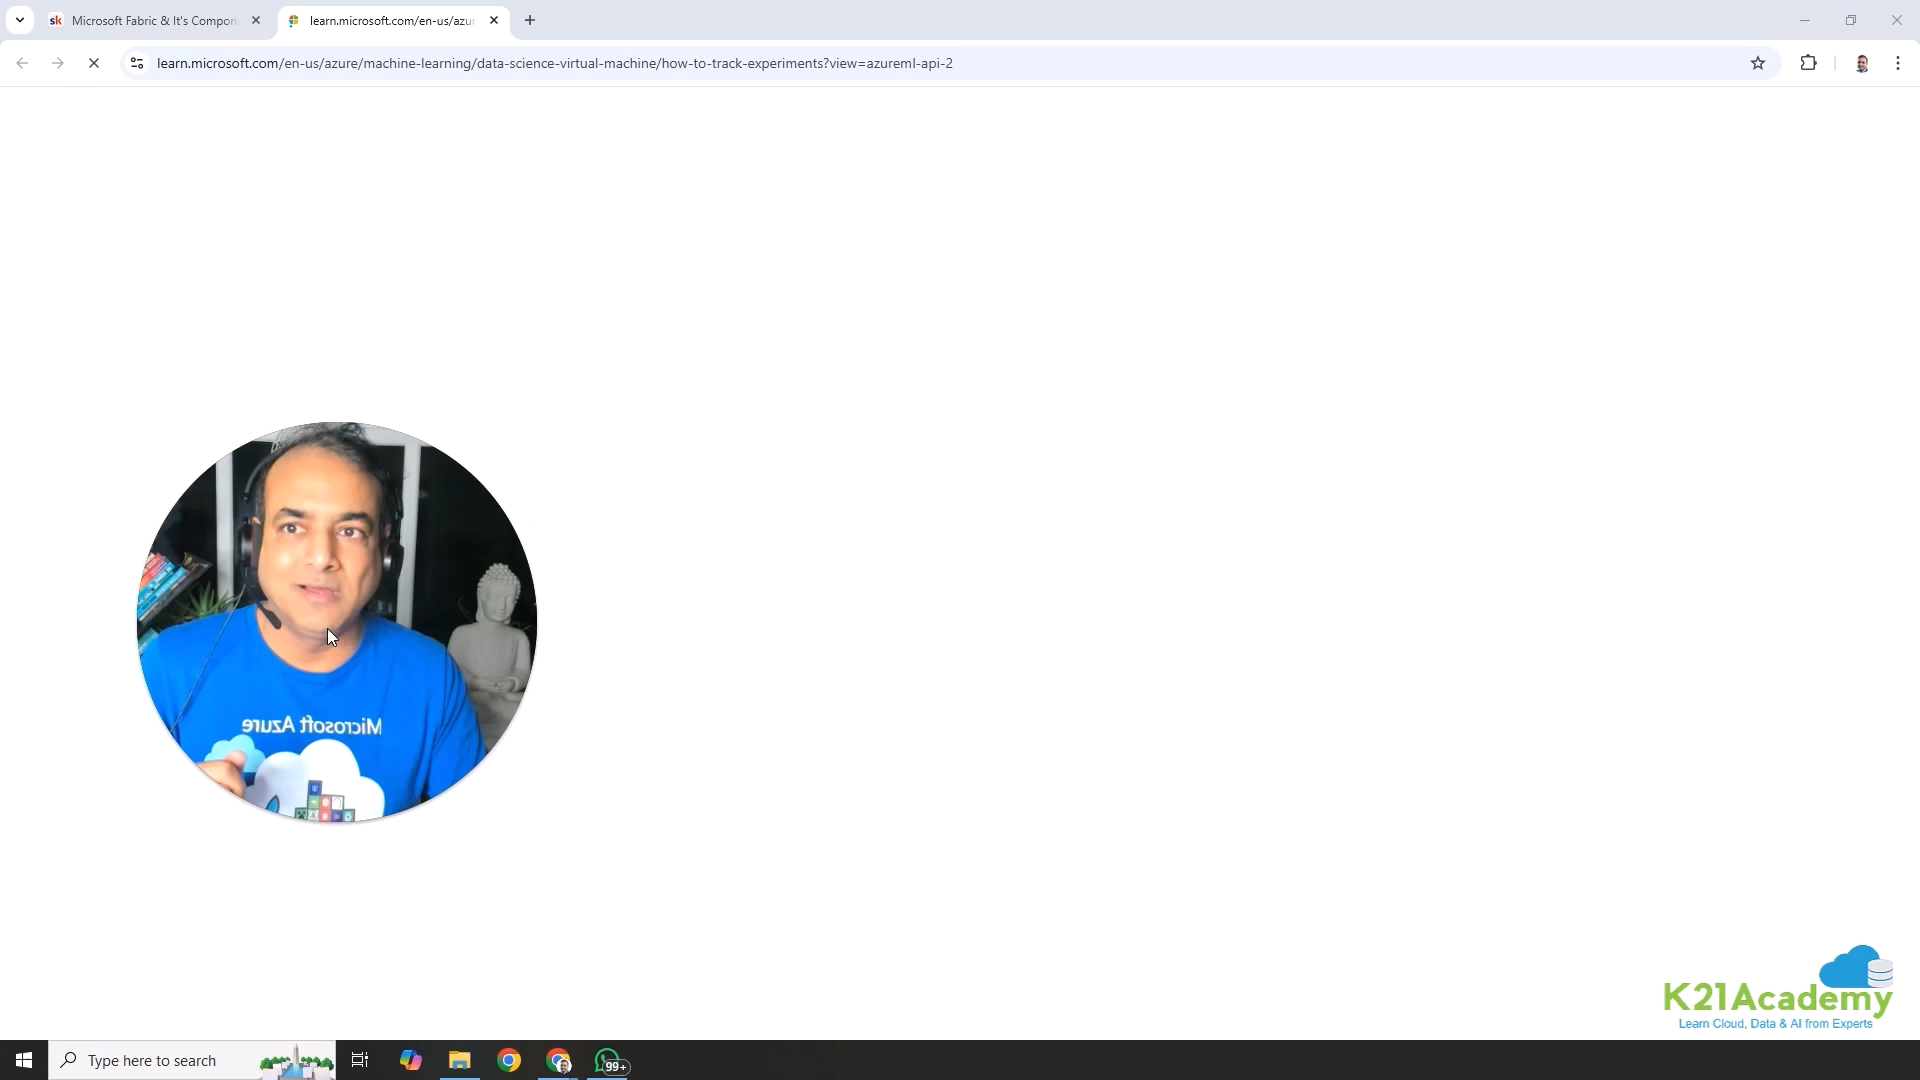 sk Microsoft Fabric & It's Compon
learn.microsoft.com/en-us/azu
learn.microsoft.com/en-us/azure/machine-learning/data-science-virtual-machine/how-to-track-experiments?view=azureml-api-2
Microsoft Azure
K21Academy
Learn Cloud, Data & AI from Experts
Type here to search
99+